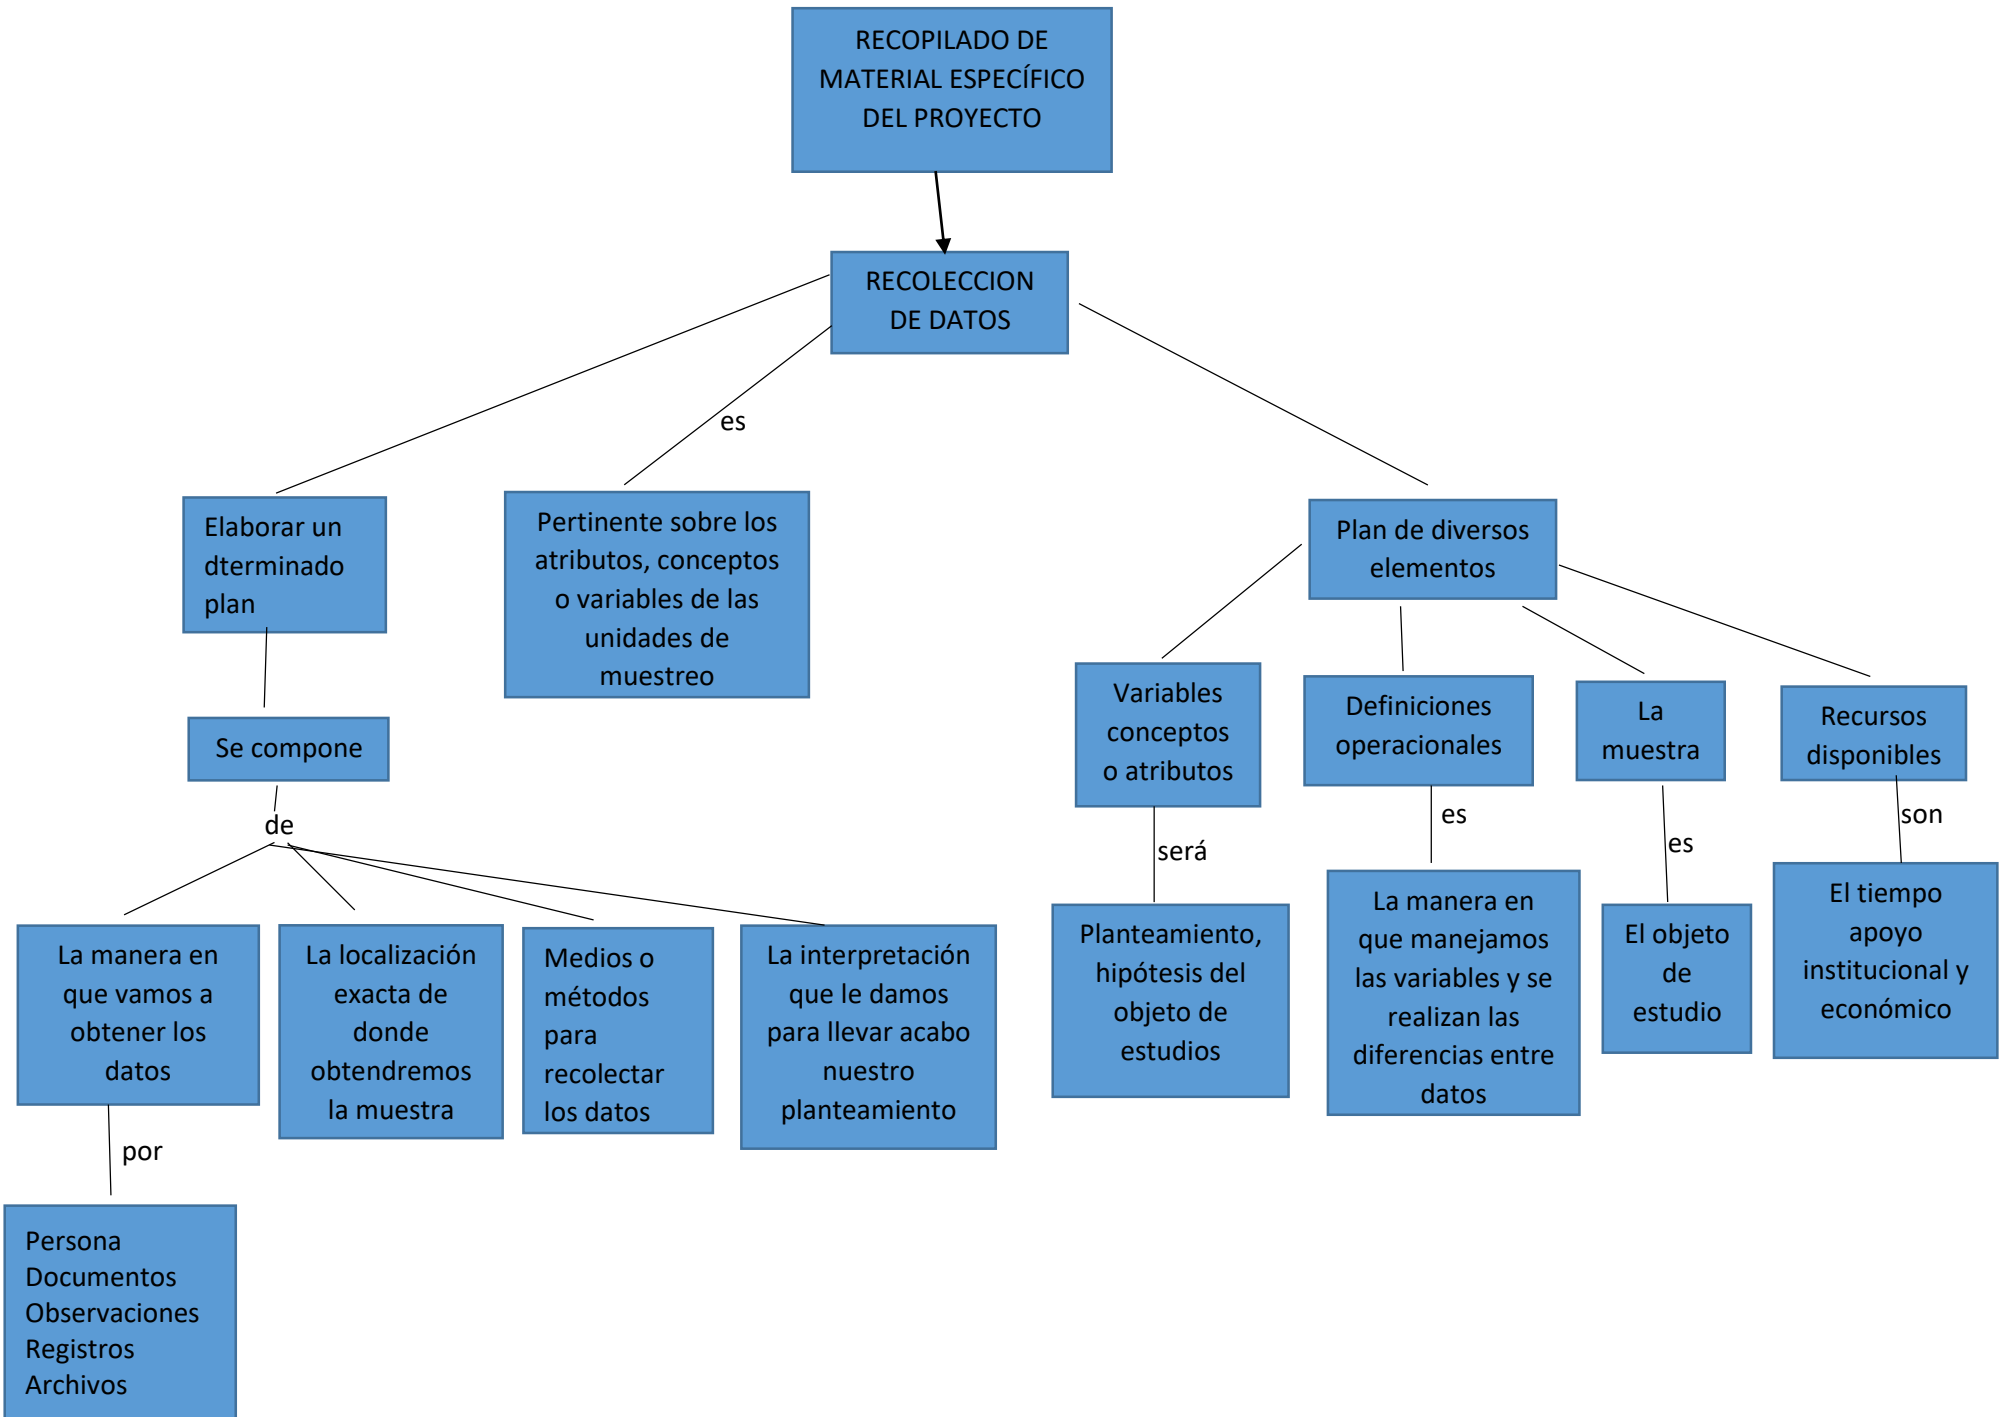 RECOPILADO DE
MATERIAL ESPECÍFICO
DEL PROYECTO
RECOLECCION
DE DATOS
es
Elaborar un
dterminado
plan
Pertinente sobre los
atributos, conceptos
o variables de las
unidades de
muestreo
Plan de diversos
elementos
Se compone
de
Variables
conceptos
o atributos
Definiciones
operacionales
La
muestra
Recursos
disponibles
será
es
es
son
La manera en
que vamos a
obtener los
datos
La localización
exacta de
donde
obtendremos
la muestra
Medios o
métodos
para
recolectar
los datos
La interpretación
que le damos
para llevar acabo
nuestro
planteamiento
Planteamiento,
hipótesis del
objeto de
estudios
La manera en
que manejamos
las variables y se
realizan las
diferencias entre
datos
El objeto
de
estudio
El tiempo
apoyo
institucional y
económico
por
Persona
Documentos
Observaciones
Registros
Archivos